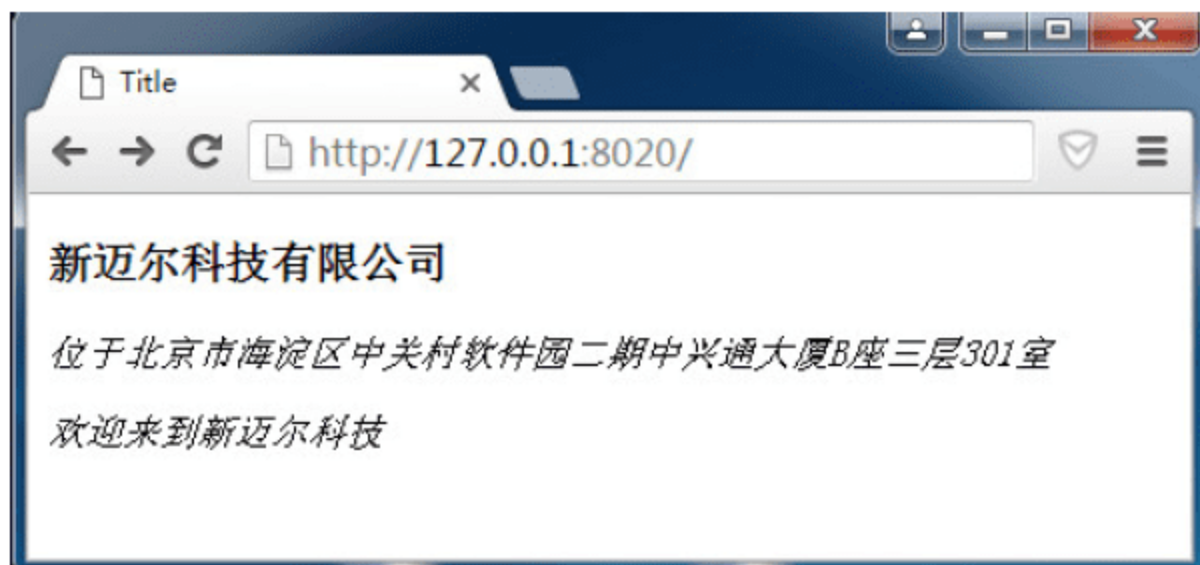 Title
http://127.0.0.1:8020/
新迈尔科技有限公司
位于北京市海淀区中关村软件园二期中兴通大厦B座三层301室
欢迎来到新迈尔科技